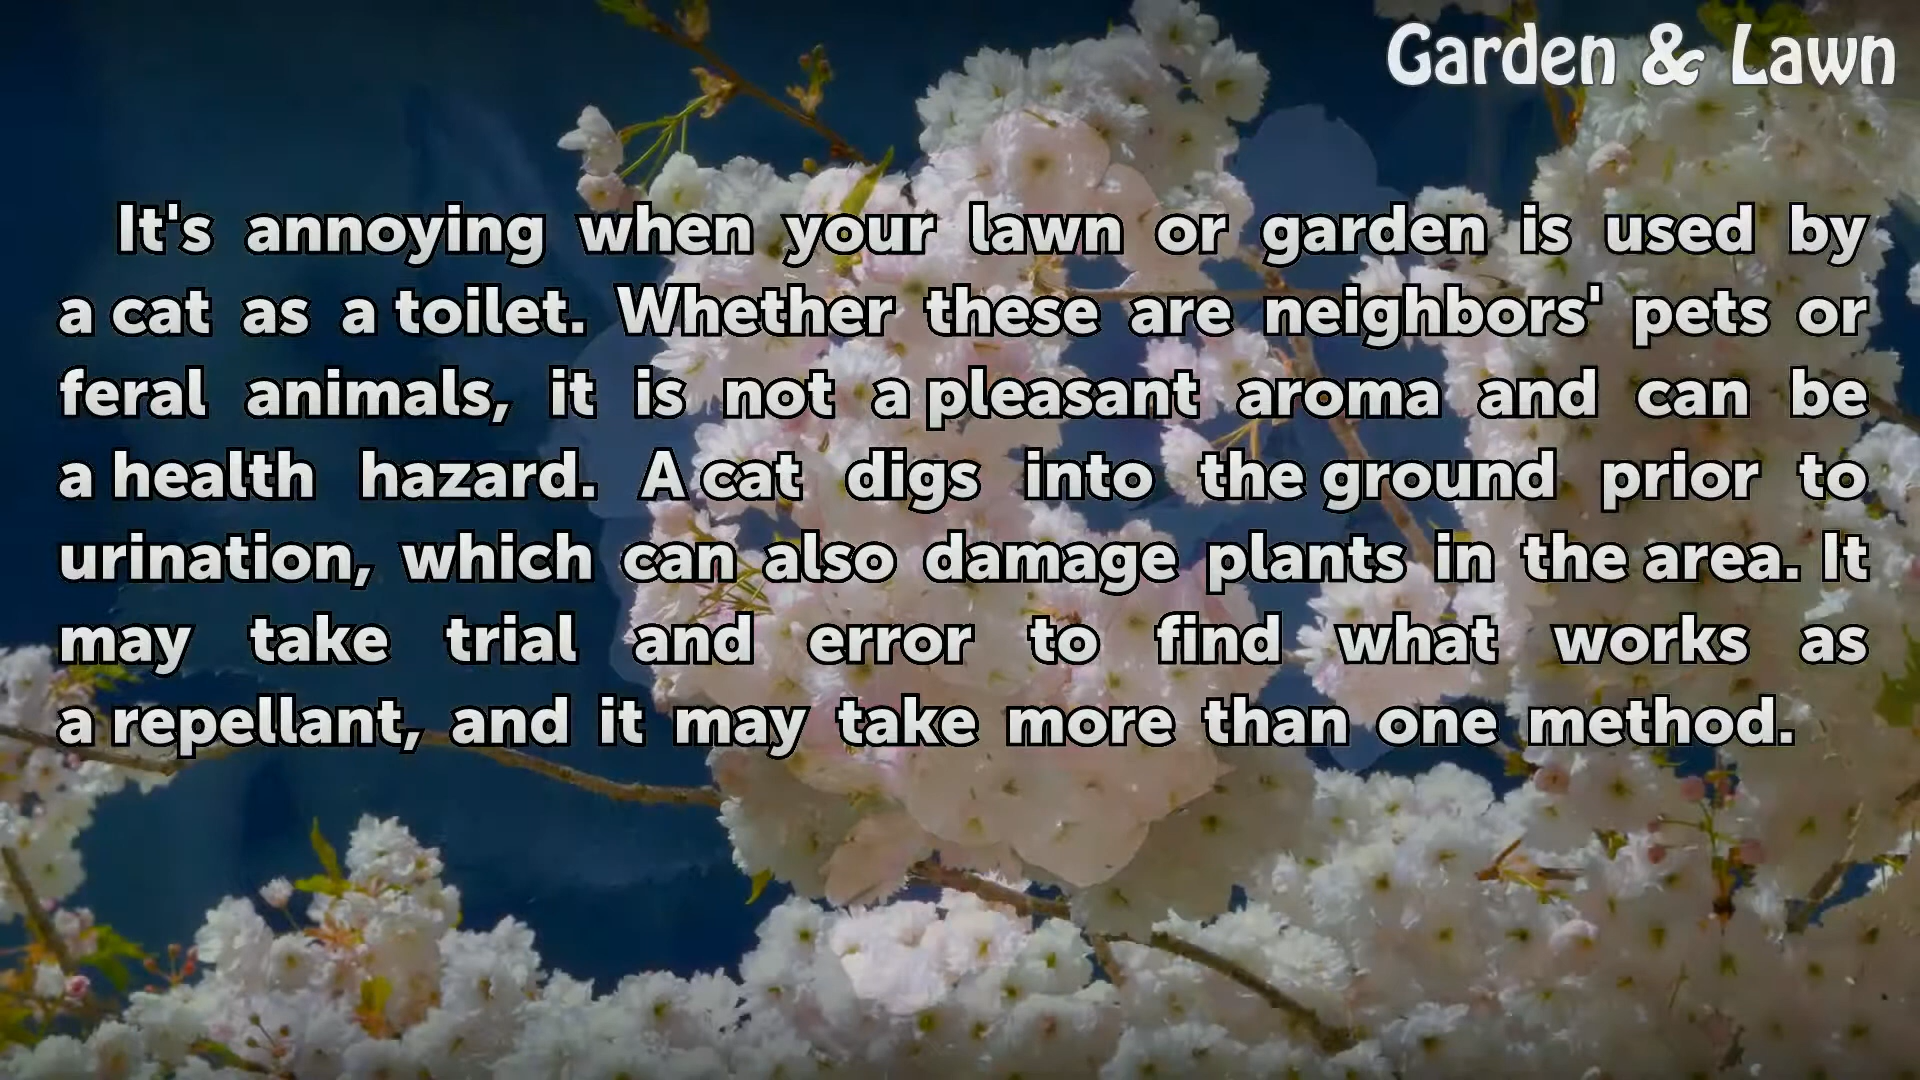 Garden & Lawn
It's annoying when your lawn or garden is used by
a cat as a toilet. Whether these are neighbors' pets or
feral animals, it is not a pleasant aroma and can be
a health hazard. A cat digs into the ground prior to
urination, which can also damage plants in the area. It
may take trial and error to find what works as
a repellant, and it may take more than one method.